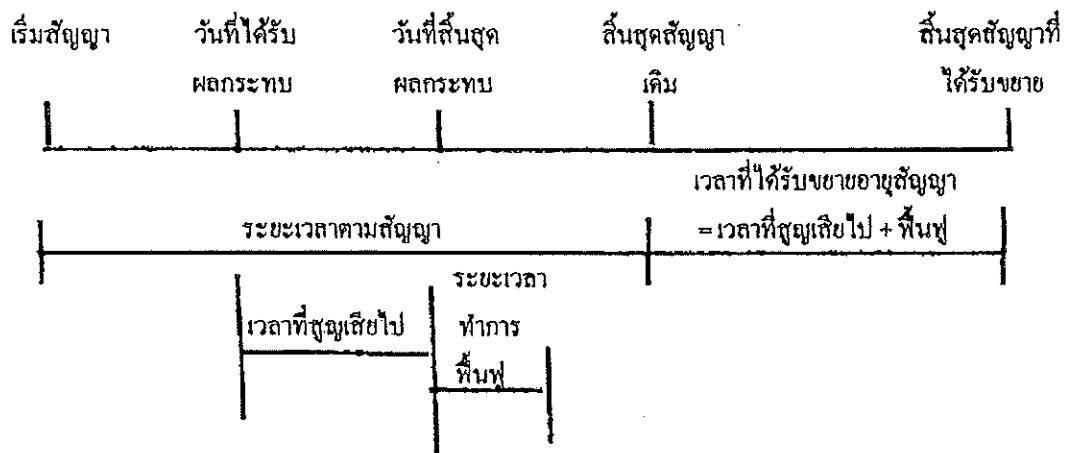 เริ่มสัญญา วันที่ได้รับ วันที่สิ้นสุด สิ้นสุดสัญญา สิ้นสุดสัญญาที่
ผลกระทบ ผลกระทบ เดิม ได้รับขยาย
เวลาที่ได้รับขยายอายุสัญญา
ระยะเวลาตามสัญญา = เวลาที่สูญเสียไป + ฟื้นฟู
ระยะเวลา
เวลาที่สูญเสียไป ทำการ
ฟื้นฟู